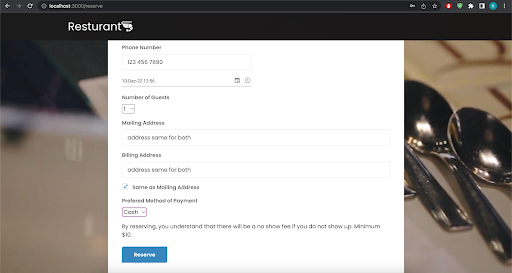 localhost:3000/reserve
Resturant
Phone Number
123 456 7890
10-Dec-22 12:56
Number of Guests
1
Mailing Address
address same for both
Billing Address
address same for both
Same as Mailing Address
Prefered Method of Payment
Cash
By reserving, you understand that there will be a no show fee if you do not show up. Minimum
$10.
Reserve